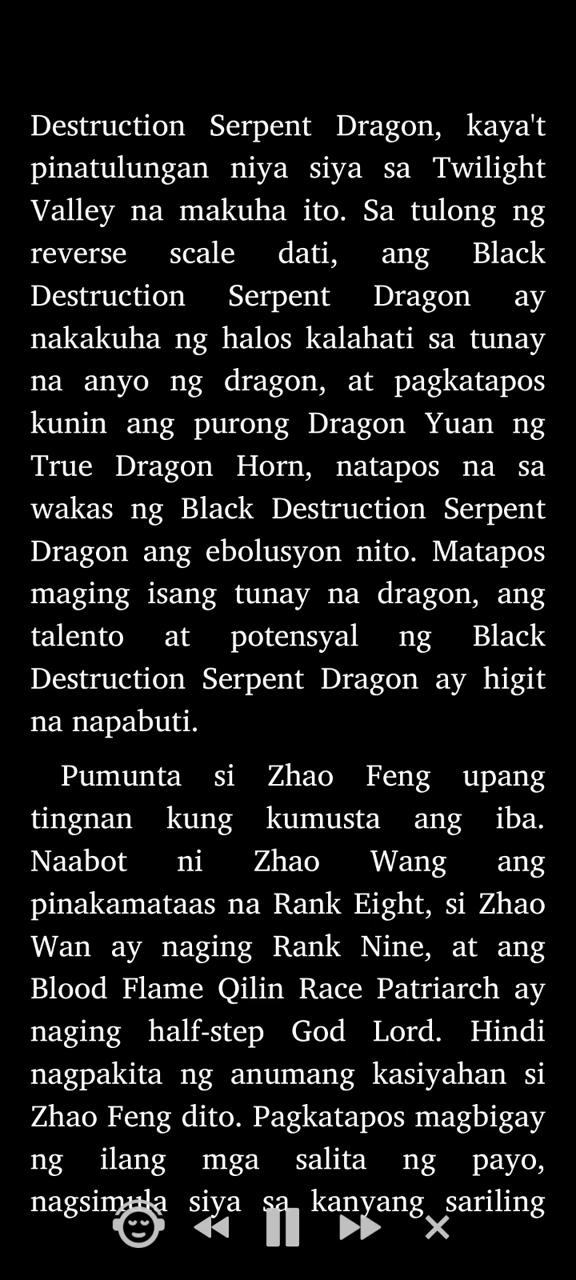 Destruction Serpent Dragon, kaya't
pinatulungan niya siya sa Twilight
Valley na makuha ito. Sa tulong ng
reverse scale dati, ang Black
Destruction Serpent Dragon ay
nakakuha ng halos kalahati sa tunay
na anyo ng dragon, at pagkatapos
kunin ang purong Dragon Yuan ng
True Dragon Horn, natapos na sa
wakas ng Black Destruction Serpent
Dragon ang ebolusyon nito. Matapos
maging isang tunay na dragon, ang
talento at potensyal ng Black
Destruction Serpent Dragon ay higit
na napabuti.
Pumunta si Zhao Feng upang
tingnan kung kumusta ang iba.
Naabot ni Zhao Wang ang
pinakamataas na Rank Eight, si Zhao
Wan ay naging Rank Nine, at ang
Blood Flame Qilin Race Patriarch ay
naging half-step God Lord. Hindi
nagpakita ng anumang kasiyahan si
Zhao Feng dito. Pagkatapos magbigay
ng ilang mga salita ng payo,
nagsimula siya sa kanyang sariling